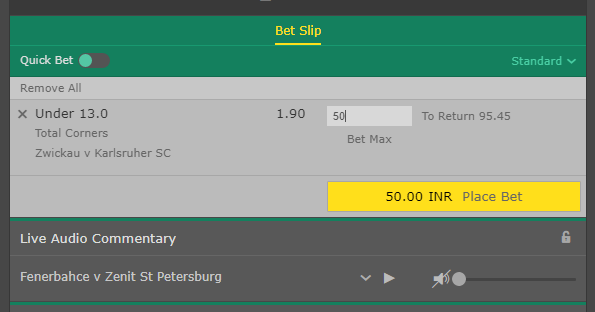 Bet Slip
Quick Bet
Standard
Remove All
Under 13.0 1.90 50 To Return 95.45
Total Corners Bet Max
Zwickau v Karlsruher SC
50.00 INR Place Bet
Live Audio Commentary
Fenerbahce v Zenit St Petersburg